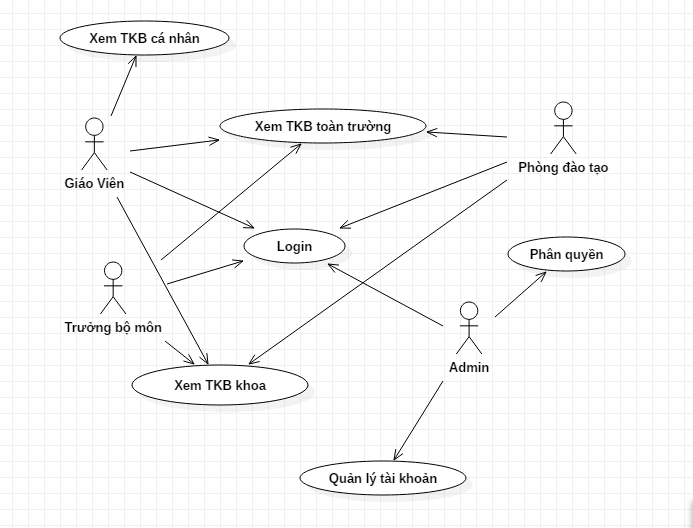 Xem TKB cá nhân
Xem TKB toàn trường
Giáo Viên
Phòng đào tạo
Login
Phân quyền
Trưởng bộ môn
Admin
Xem TKB khoa
Quản lý tài khoản